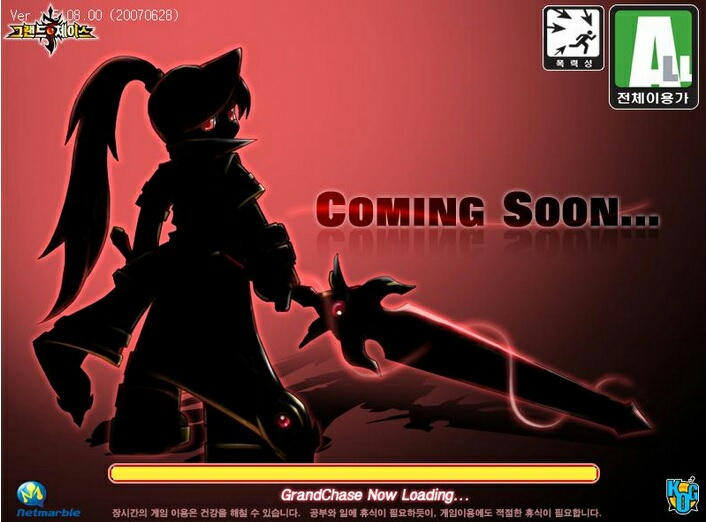 Ver : 5108.00 (20070628)
그랜드체이스
폭력성
ALL
전체이용가
COMING SOON...
GrandChase Now Loading...
Netmarble
장시간의 게임 이용은 건강을 해칠 수 있습니다. 공부와 일에 휴식이 필요하듯이, 게임이용에도 적절한 휴식이 필요합니다.
KOG